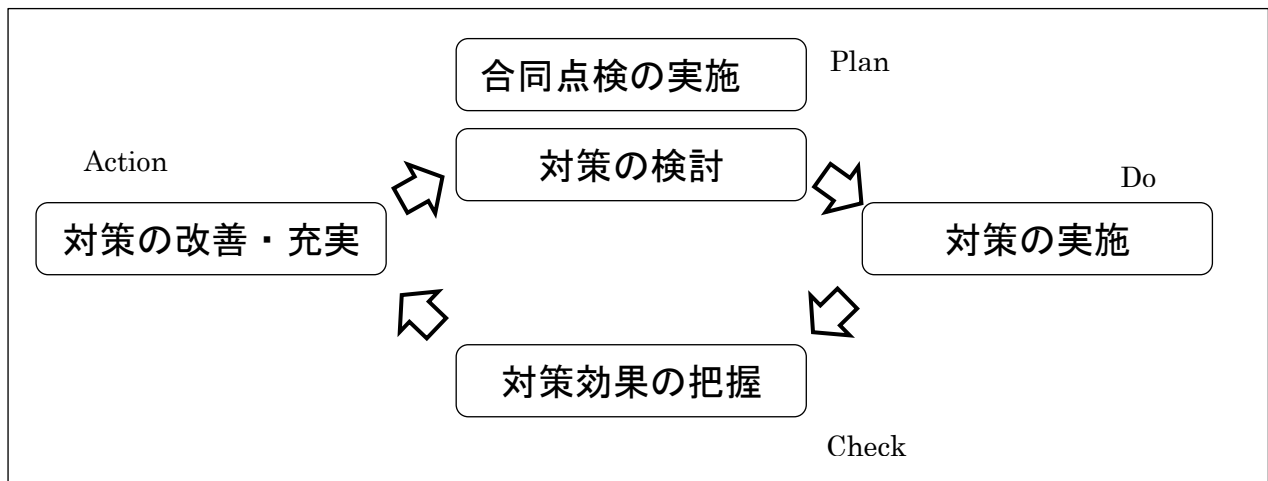 合同点検の実施
Plan
対策の検討
Action
Do
対策の改善・充実
対策の実施
対策効果の把握
Check